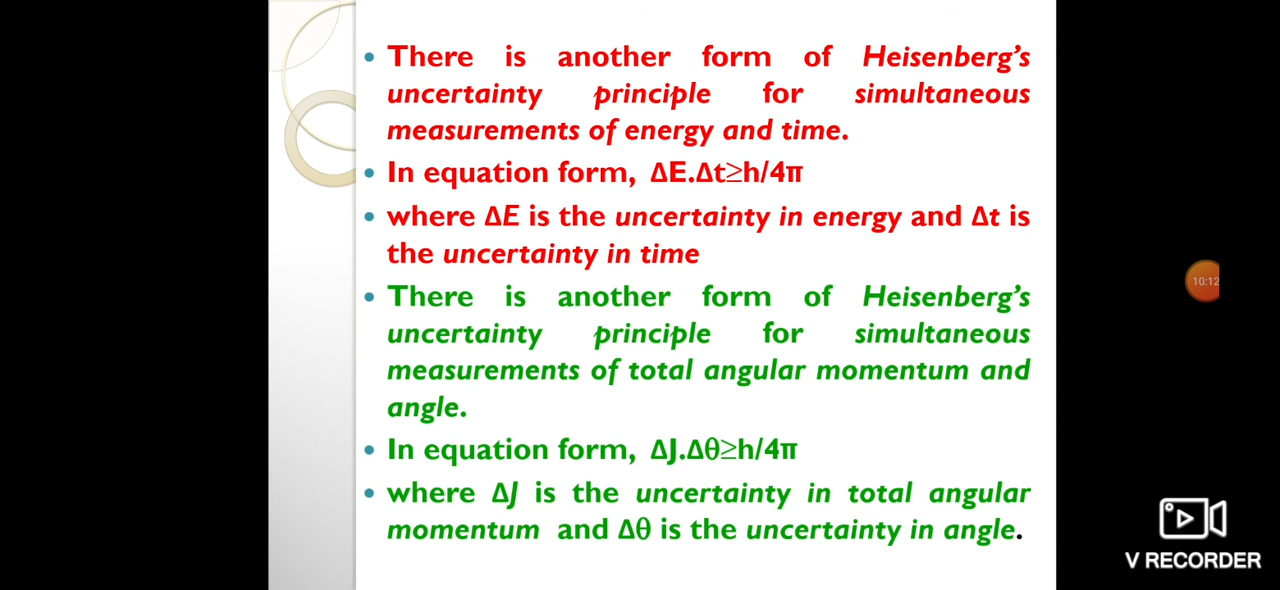 • There is another form of Heisenberg's
uncertainty principle for simultaneous
measurements of energy and time.
• In equation form, ΔE.Δt≥h/4π
• where ΔE is the uncertainty in energy and Δt is
the uncertainty in time
• There is another form of Heisenberg's
uncertainty principle for simultaneous
measurements of total angular momentum and
angle.
• In equation form, ΔJ.Δθ≥h/4π
• where ΔJ is the uncertainty in total angular
momentum and Δθ is the uncertainty in angle.
10:12
V RECORDER